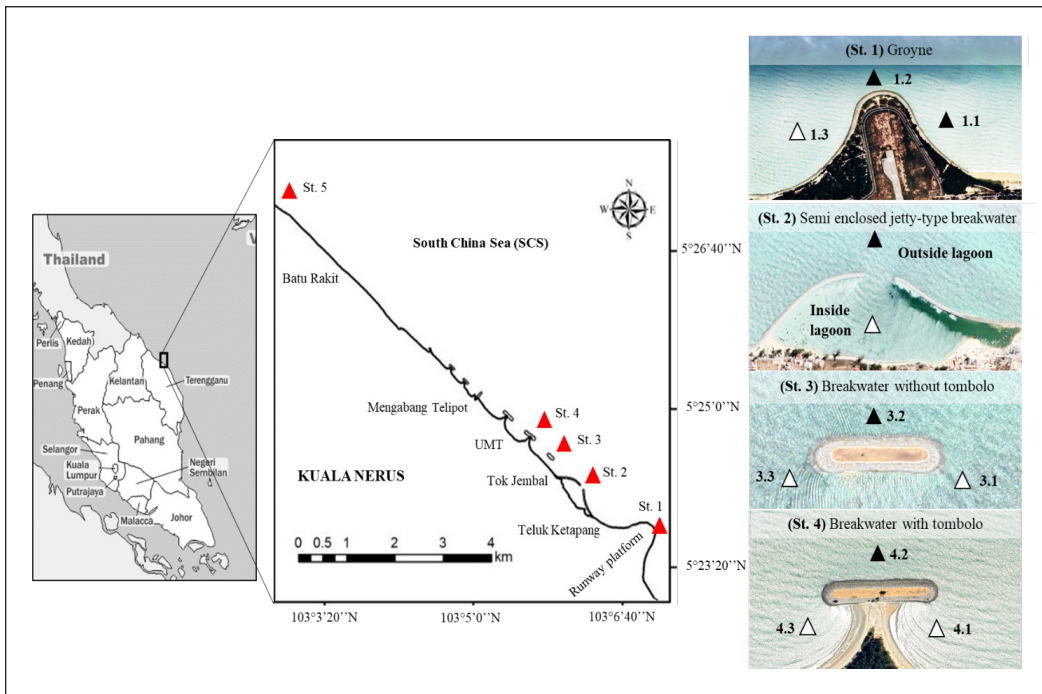 Thailand
V
Perlis
Kedah
Penang
Kelantan
Terengganu
Perak
Pahang
Selangor
Kuala
Lumpur
Putrajaya
Negeri
Sembilan
Malacca
Johor
St. 5
N
W
E
S
South China Sea (SCS)
Batu Rakit
Mengabang Telipot
St. 4
UMT
St. 3
KUALA NERUS
Tok Jembal
St. 2
St. 1
Teluk Ketapang
Runway platform
0 0.5 1 2 3 4
km
5°26'40’’N
5°25'0’’N
5°23'20’’N
103°3'20’’N
103°5'0’’N
103°6'40’’N
(St. 1) Groyne
1.2
1.3
1.1
(St. 2) Semi enclosed jetty-type breakwater
Outside lagoon
Inside
lagoon
(St. 3) Breakwater without tombolo
3.2
3.3
3.1
(St. 4) Breakwater with tombolo
4.2
4.3
4.1